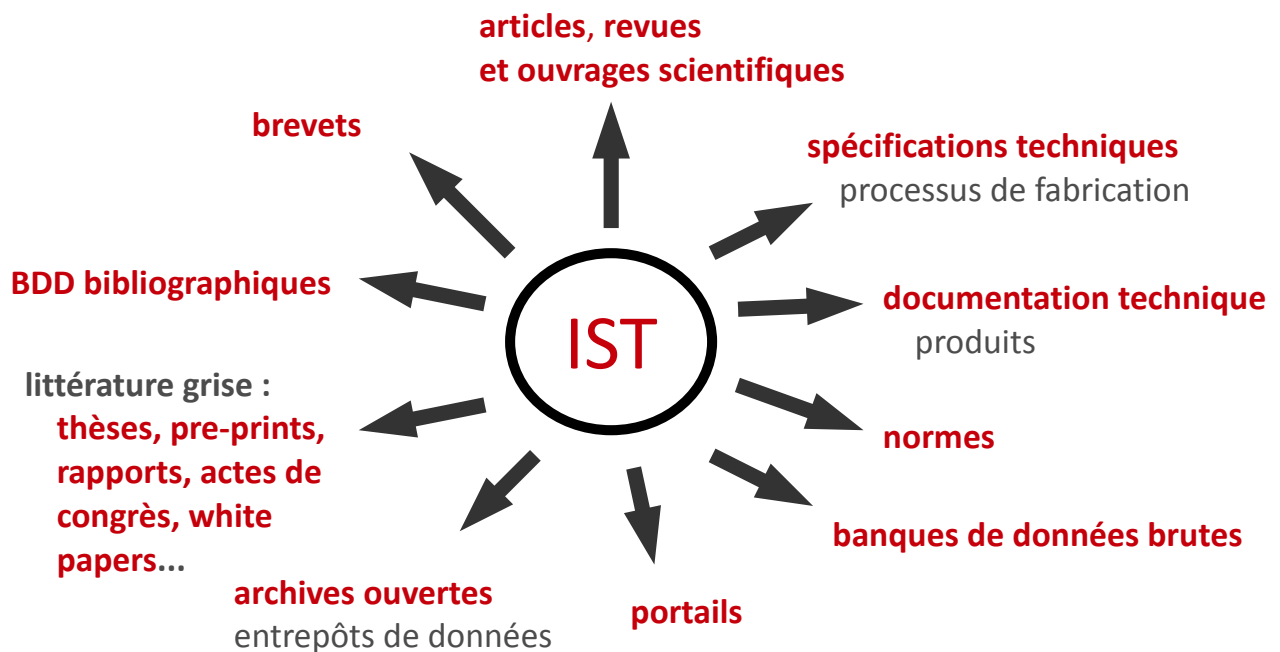 articles, revues
et ouvrages scientifiques
brevets
spécifications techniques
processus de fabrication
BDD bibliographiques
IST
documentation technique
produits
littérature grise :
thèses, pre-prints,
rapports, actes de
congrès, white
papers...
normes
banques de données brutes
archives ouvertes
entrepôts de données
portails